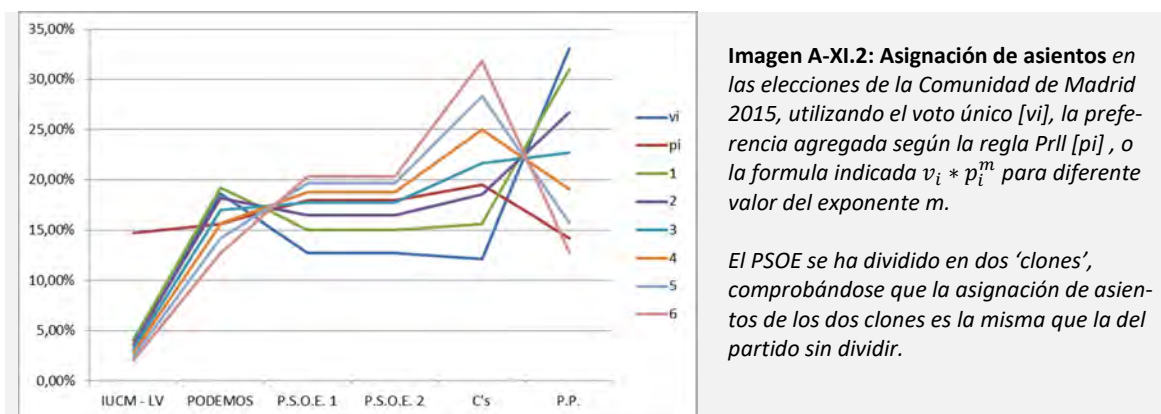 35,00%
30,00%
25,00%
20,00%
15,00%
10,00%
5,00%
0,00%
IUCM - LV PODEMOS P.S.O.E. 1 P.S.O.E. 2 C's P.P.
vi
pi
1
2
3
4
5
6
Imagen A-XI.2: Asignación de asientos en
las elecciones de la Comunidad de Madrid
2015, utilizando el voto único [vi], la prefe-
rencia agregada según la regla Prll [pi] , o
la formula indicada v_i * p_i^m para diferente
valor del exponente m.
El PSOE se ha dividido en dos ‘clones’,
comprobándose que la asignación de asien-
tos de los dos clones es la misma que la del
partido sin dividir.